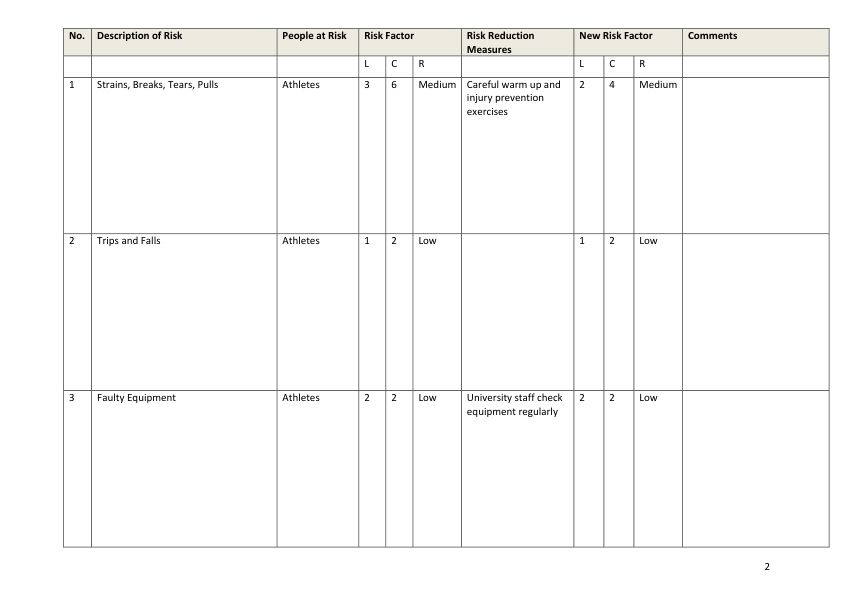 No. Description of Risk People at Risk Risk Factor Risk Reduction New Risk Factor Comments
Measures
L C R L C R
1 Strains, Breaks, Tears, Pulls Athletes 3 6 Medium Careful warm up and 2 4 Medium
injury prevention
exercises
2 Trips and Falls Athletes 1 2 Low 1 2 Low
3 Faulty Equipment Athletes 2 2 Low University staff check 2 2 Low
equipment regularly
2